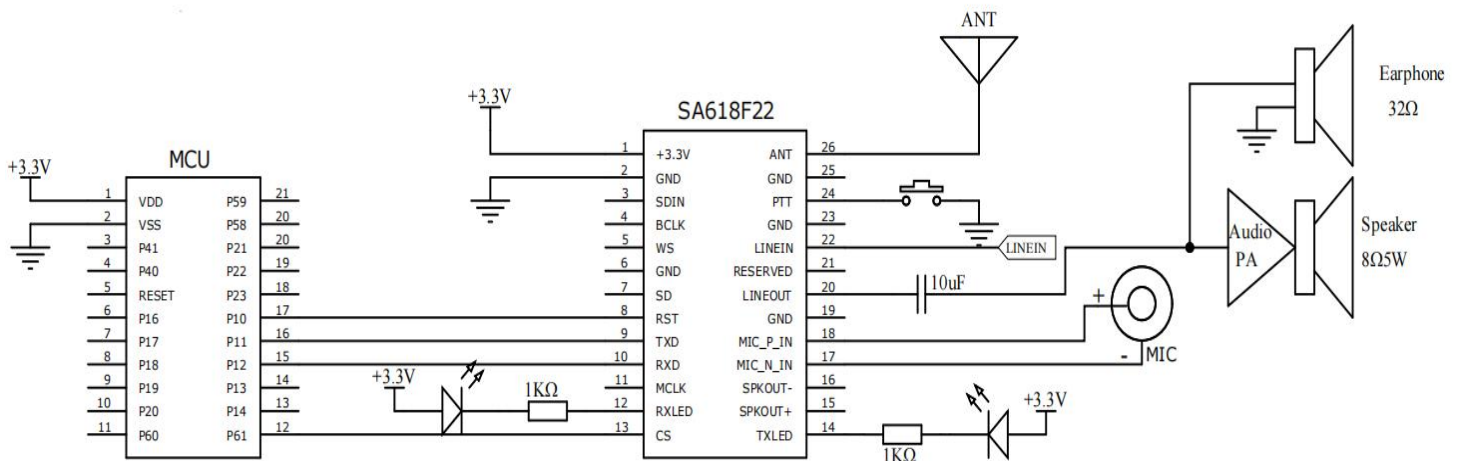 ANT
Earphone
32Ω
+3.3V
SA618F22
MCU
+3.3V
1 +3.3V ANT 26
2 GND GND 25
3 SDIN PTT 24
4 BCLK GND 23
5 WS LINEIN 22
LINEIN
6 GND RESERVED 21
7 SD LINEOUT 20
10uF
8 RST GND 19
9 TXD MIC_P_IN 18
10 RXD MIC_N_IN 17
11 MCLK SPKOUT- 16
12 RXLED SPKOUT+ 15
13 CS TXLED 14
1 VDD P59 21
2 VSS P58 20
3 P41 P21 20
4 P40 P22 19
5 RESET P23 18
6 P16 P10 17
7 P17 P11 16
8 P18 P12 15
9 P19 P13 14
10 P20 P14 13
11 P60 P61 12
Audio
PA
Speaker
8Ω5W
+
-
MIC
+3.3V
1KΩ
+3.3V
1KΩ